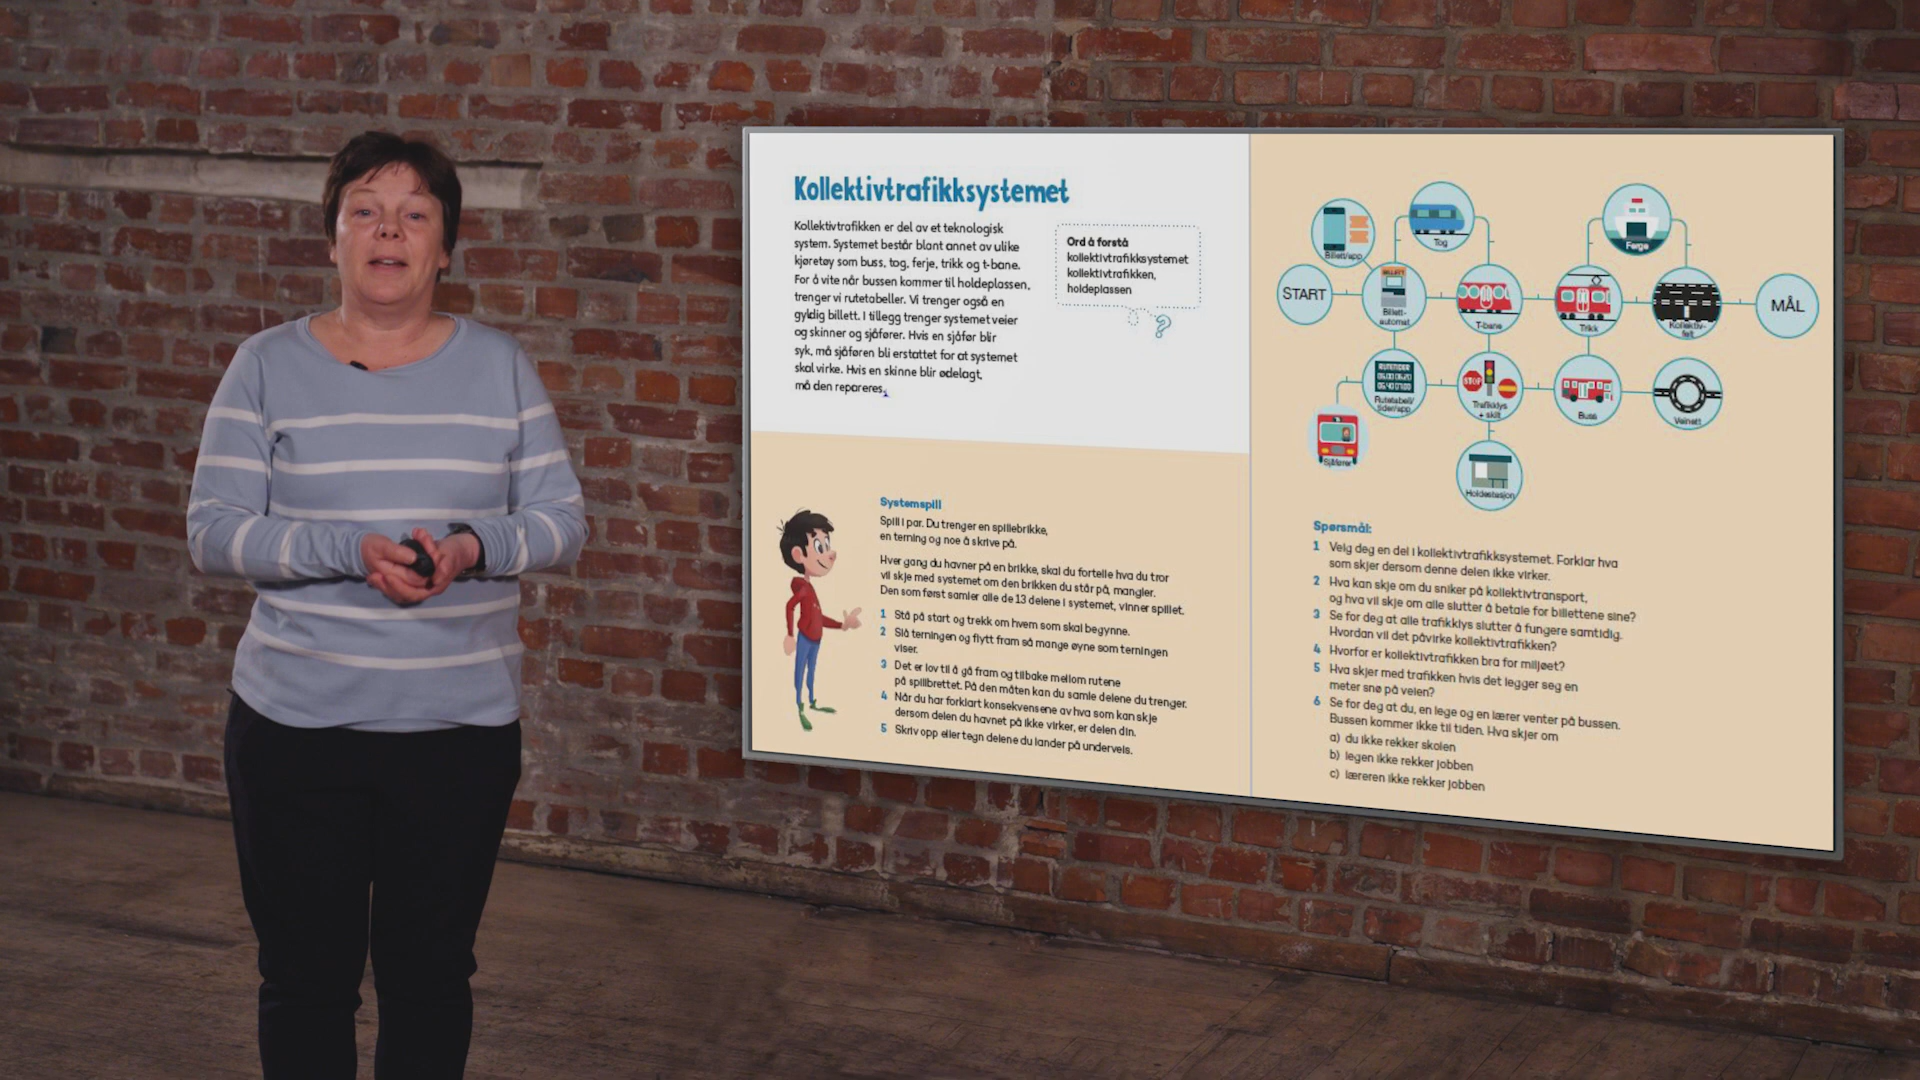 Kollektivtrafikksystemet
Kollektivtrafikken er del av et teknologisk
system. Systemet består blant annet av ulike
kjøretøy som buss, tog, ferje, trikk og t-bane.
For å vite når bussen kommer til holdeplassen,
trenger vi rutetabeller. Vi trenger også en
gyldig billett. I tillegg trenger systemet veier
og skinner og sjåfører. Hvis en sjåfør blir
syk, må sjåføren bli erstattet for at systemet
skal virke. Hvis en skinne blir ødelagt,
må den repareres.
Ord å forstå
kollektivtrafikksystemet
kollektivtrafikken,
holdeplassen
?
Systemspill
Spill i par. Du trenger en spillebrikke,
en terning og noe å skrive på.
Hver gang du havner på en brikke, skal du fortelle hva du tror
vil skje med systemet om den brikken du står på, mangler.
Den som først samler alle de 13 delene i systemet, vinner spillet.
1 Stå på start og trekk om hvem som skal begynne.
2 Slå terningen og flytt fram så mange øyne som terningen
viser.
3 Det er lov til å gå fram og tilbake mellom rutene
på spillbrettet. På den måten kan du samle delene du trenger.
4 Når du har forklart konsekvensene av hva som kan skje
dersom delen du havnet på ikke virker, er delen din.
5 Skriv opp eller tegn delene du lander på underveis.
Billett/app
Tog
Ferge
START
BILLETT
Billett-
automat
T-bane
Trikk
Kollektiv-
felt
MÅL
RUTETIDER
Rutetabell/
tider/app
STOP
Trafikklys
+ skilt
Buss
Veinett
Sjåfører
Holdestasjon
Spørsmål:
1 Velg deg en del i kollektivtrafikksystemet. Forklar hva
som skjer dersom denne delen ikke virker.
2 Hva kan skje om du sniker på kollektivtransport,
og hva vil skje om alle slutter å betale for billettene sine?
3 Se for deg at alle trafikklys slutter å fungere samtidig.
Hvordan vil det påvirke kollektivtrafikken?
4 Hvorfor er kollektivtrafikken bra for miljøet?
5 Hva skjer med trafikken hvis det legger seg en
meter snø på veien?
6 Se for deg at du, en lege og en lærer venter på bussen.
Bussen kommer ikke til tiden. Hva skjer om
a) du ikke rekker skolen
b) legen ikke rekker jobben
c) læreren ikke rekker jobben